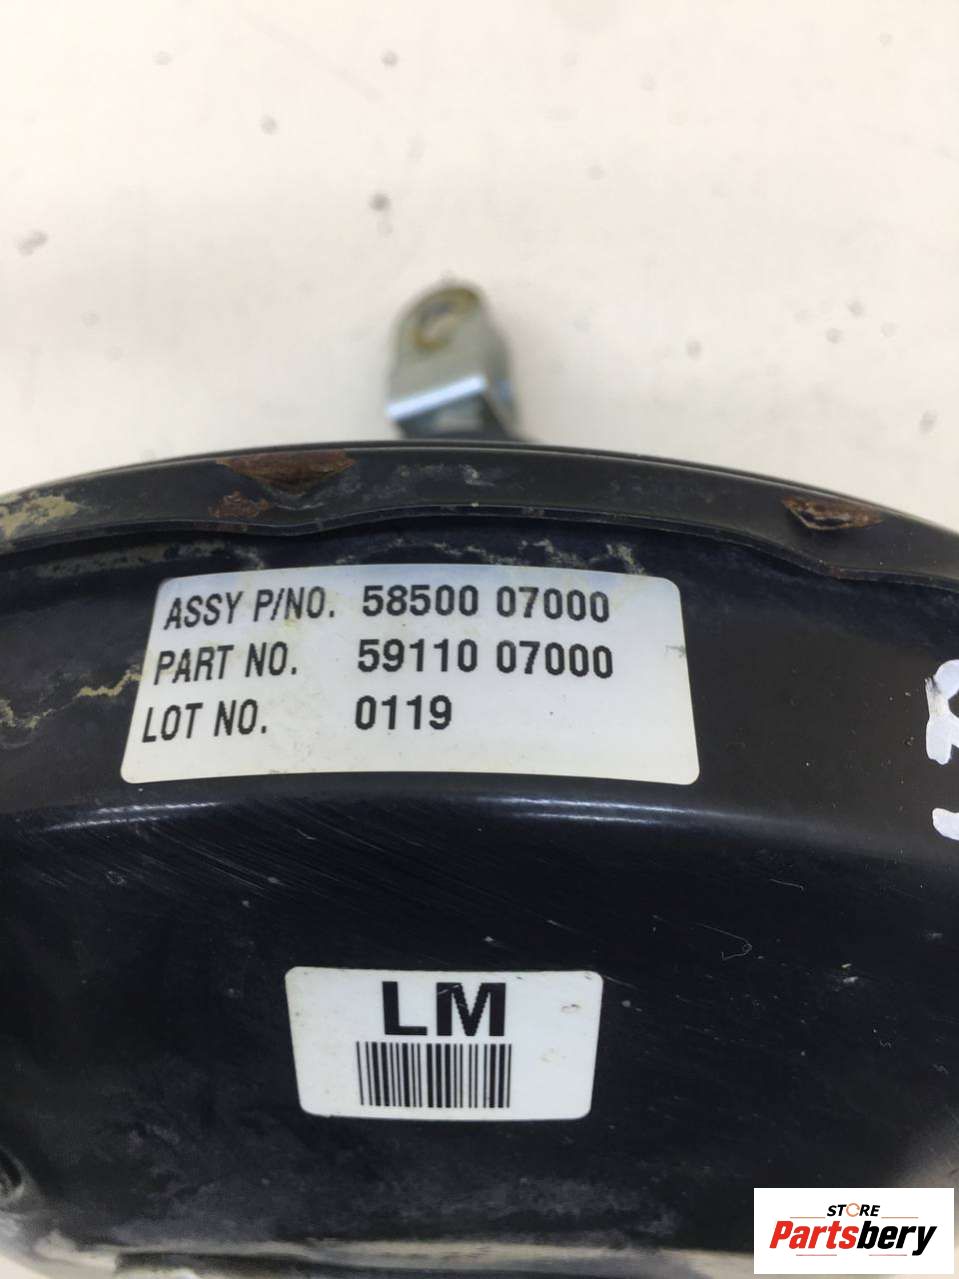 ASSY P/NO. 58500 07000
PART NO. 59110 07000
LOT NO. 0119
LM
STORE
Partsbery